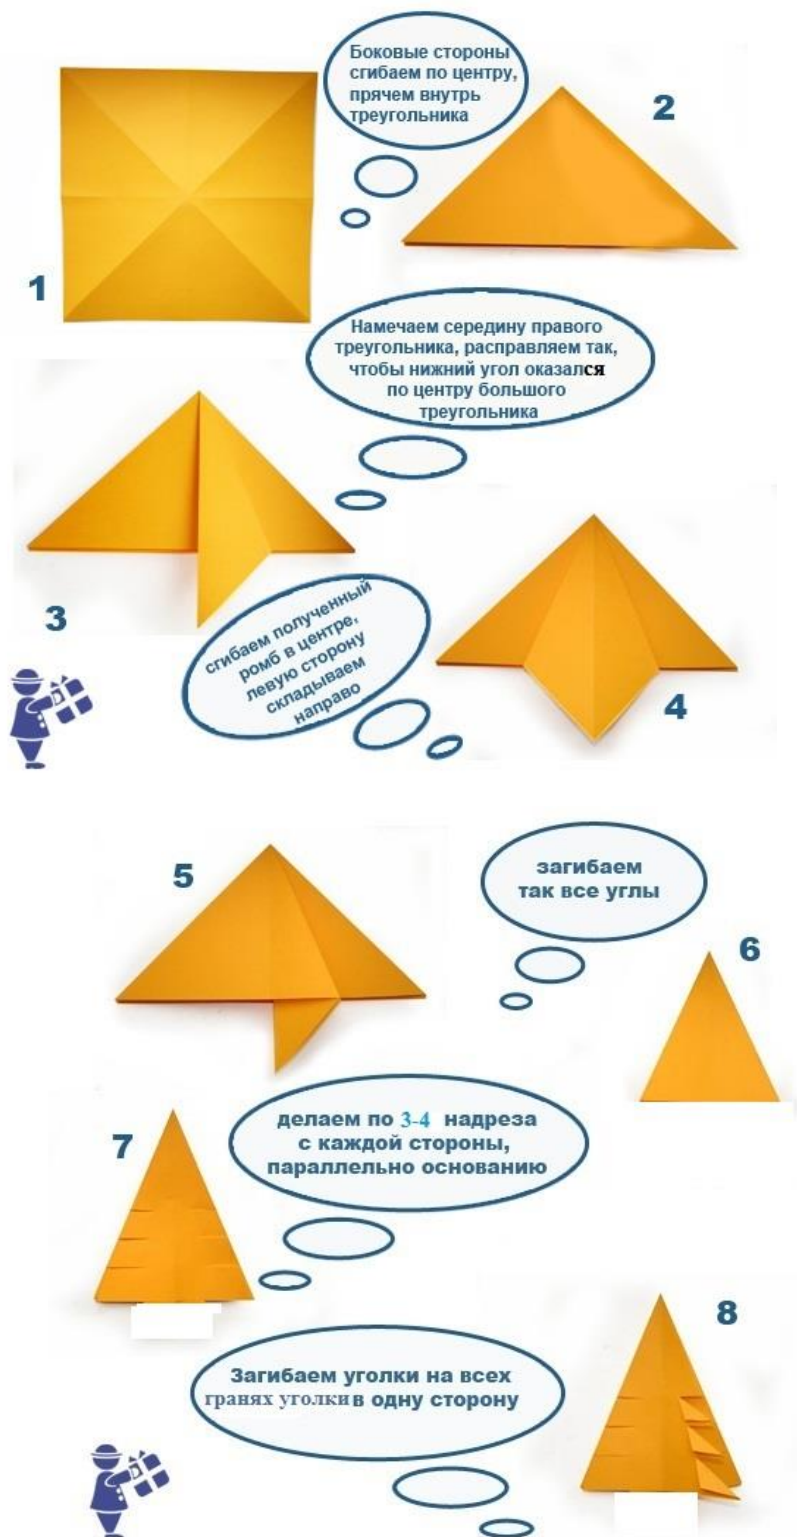 Боковые стороны
сгибаем по центру,
прячем внутрь
треугольника
2
1
Намечаем середину правого
треугольника, расправляем так,
чтобы нижний угол оказался
по центру большого
треугольника
3
сгибаем полученный
ромб в центре,
левую сторону
складываем
направо
4
5
загибаем
так все углы
6
делаем по 3-4 надреза
с каждой стороны,
параллельно основанию
7
8
Загибаем уголки на всех
гранях уголки в одну сторону